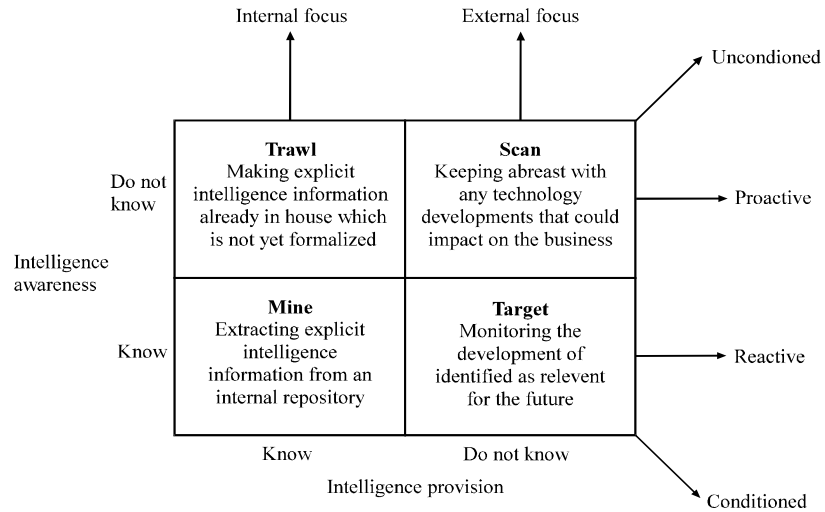 Internal focus
External focus
Uncondioned
Trawl
Making explicit
intelligence information
already in house which
is not yet formalized
Scan
Keeping abreast with
any technology
developments that could
impact on the business
Do not
know
Proactive
Intelligence
awareness
Mine
Extracting explicit
intelligence
information from an
internal repository
Target
Monitoring the
development of
identified as relevent
for the future
Know
Reactive
Know
Do not know
Intelligence provision
Conditioned